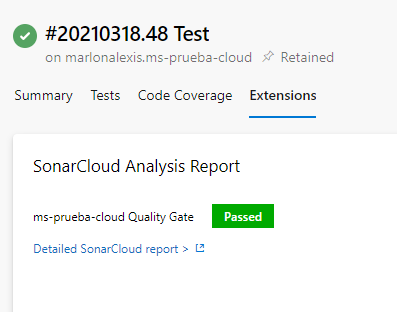 #20210318.48 Test
on marlonalexis.ms-prueba-cloud Retained
Summary Tests Code Coverage Extensions
SonarCloud Analysis Report
ms-prueba-cloud Quality Gate Passed
Detailed SonarCloud report >